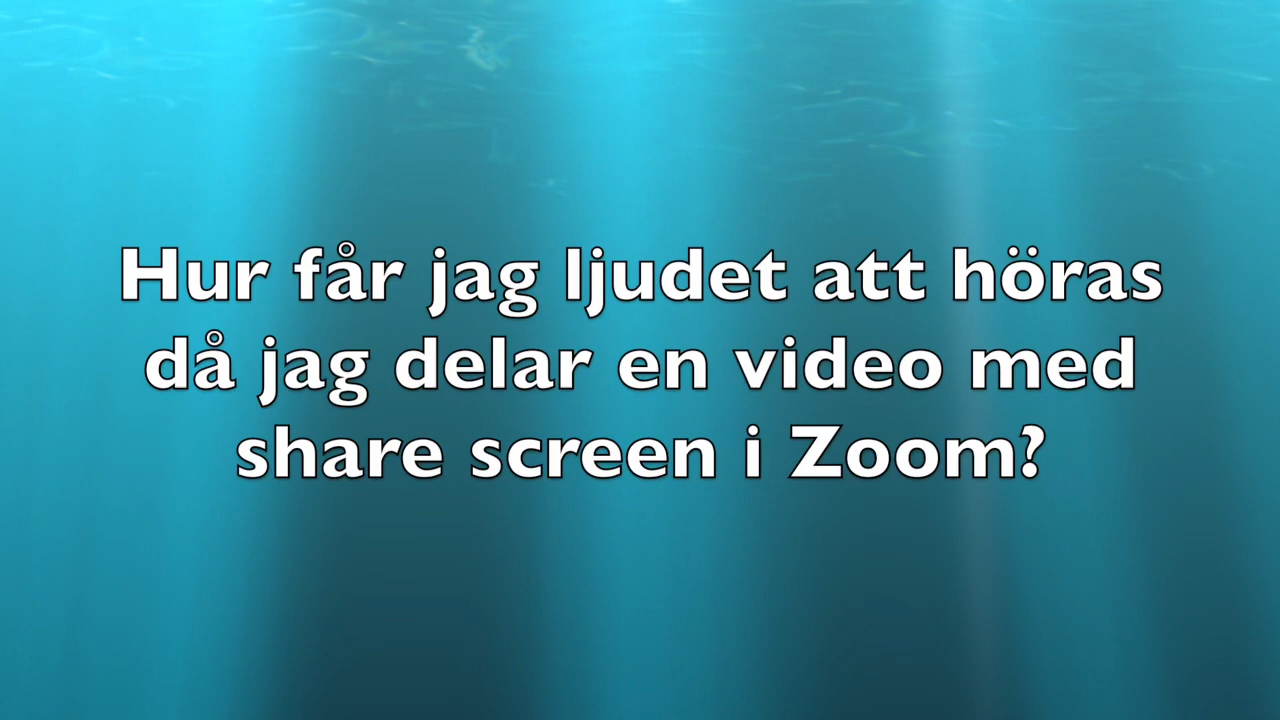 Hur får jag ljudet att höras
då jag delar en video med
share screen i Zoom?